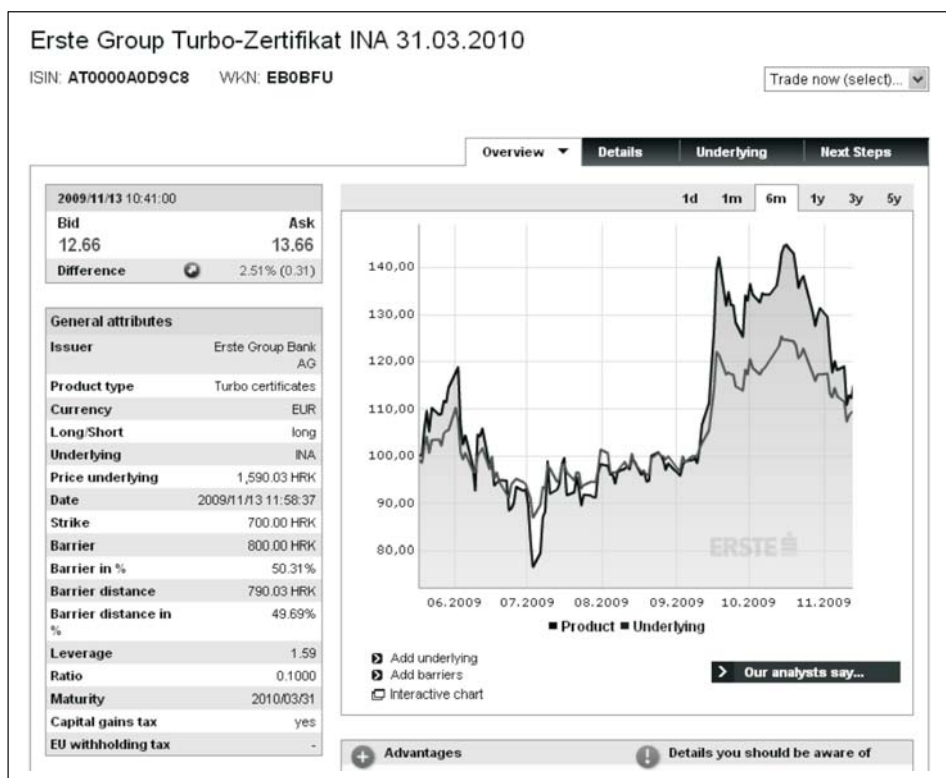 Erste Group Turbo-Zertifikat INA 31.03.2010
ISIN: AT0000A0D9C8 WKN: EB0BFU
Trade now (select)...
Overview Details Underlying Next Steps
2009/11/13 10:41:00
Bid Ask
12.66 13.66
Difference 2.51% (0.31)
General attributes
Issuer Erste Group Bank
AG
Product type Turbo certificates
Currency EUR
Long/Short long
Underlying INA
Price underlying 1,590.03 HRK
Date 2009/11/13 11:58:37
Strike 700.00 HRK
Barrier 800.00 HRK
Barrier in % 50.31%
Barrier distance 790.03 HRK
Barrier distance in 49.69%
%
Leverage 1.59
Ratio 0.1000
Maturity 2010/03/31
Capital gains tax yes
EU withholding tax -
1d 1m 6m 1y 3y 5y
140,00
130,00
120,00
110,00
100,00
90,00
80,00
ERSTE
06.2009 07.2009 08.2009 09.2009 10.2009 11.2009
Product Underlying
Add underlying
Add barriers
Interactive chart
Our analysts say...
Advantages
Details you should be aware of